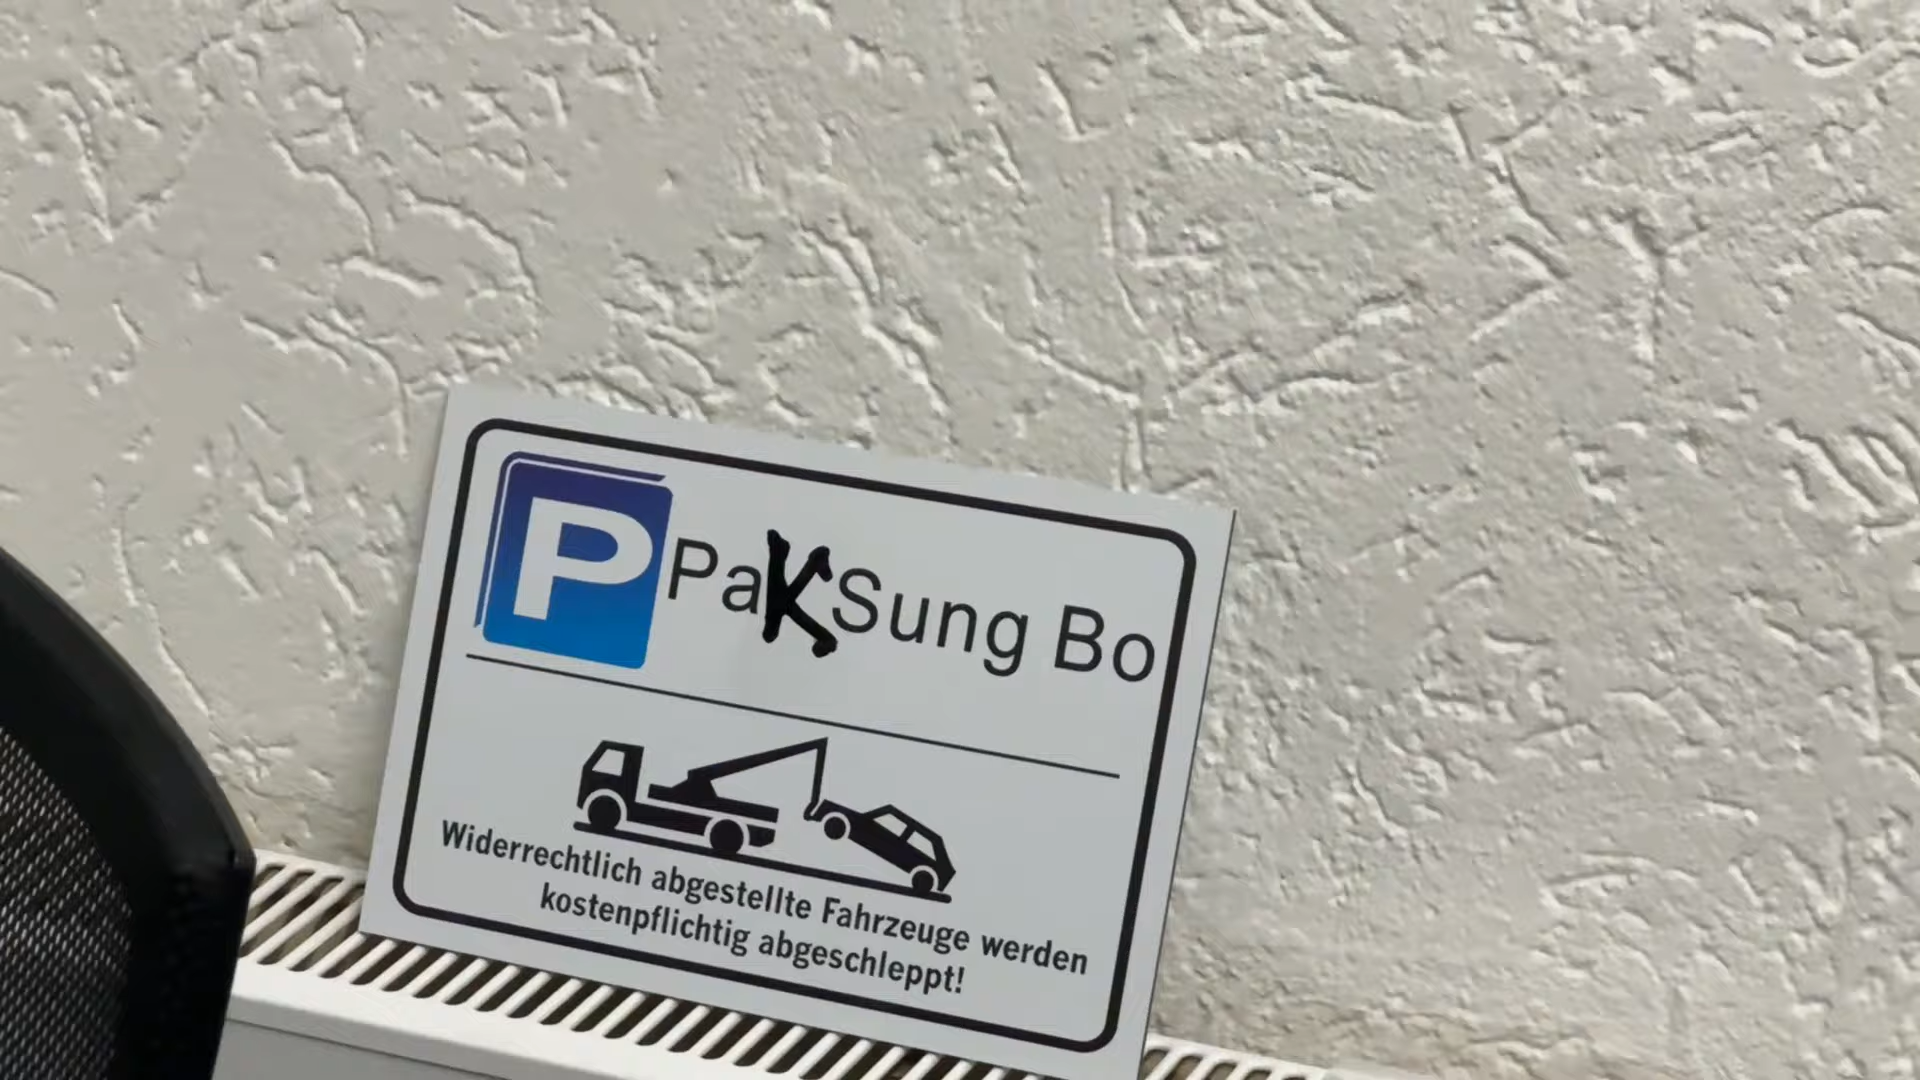 P PaKSung Bo
Widerrechtlich abgestellte Fahrzeuge werden
kostenpflichtig abgeschleppt!